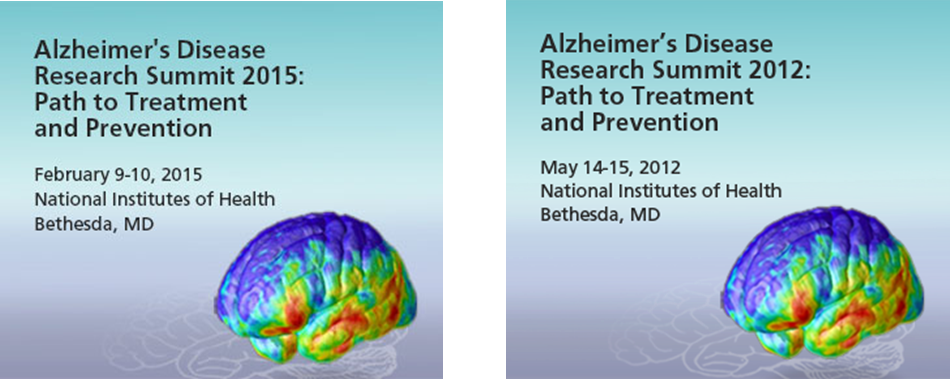 Alzheimer's Disease
Research Summit 2015:
Path to Treatment
and Prevention
February 9-10, 2015
National Institutes of Health
Bethesda, MD
Alzheimer’s Disease
Research Summit 2012:
Path to Treatment
and Prevention
May 14-15, 2012
National Institutes of Health
Bethesda, MD